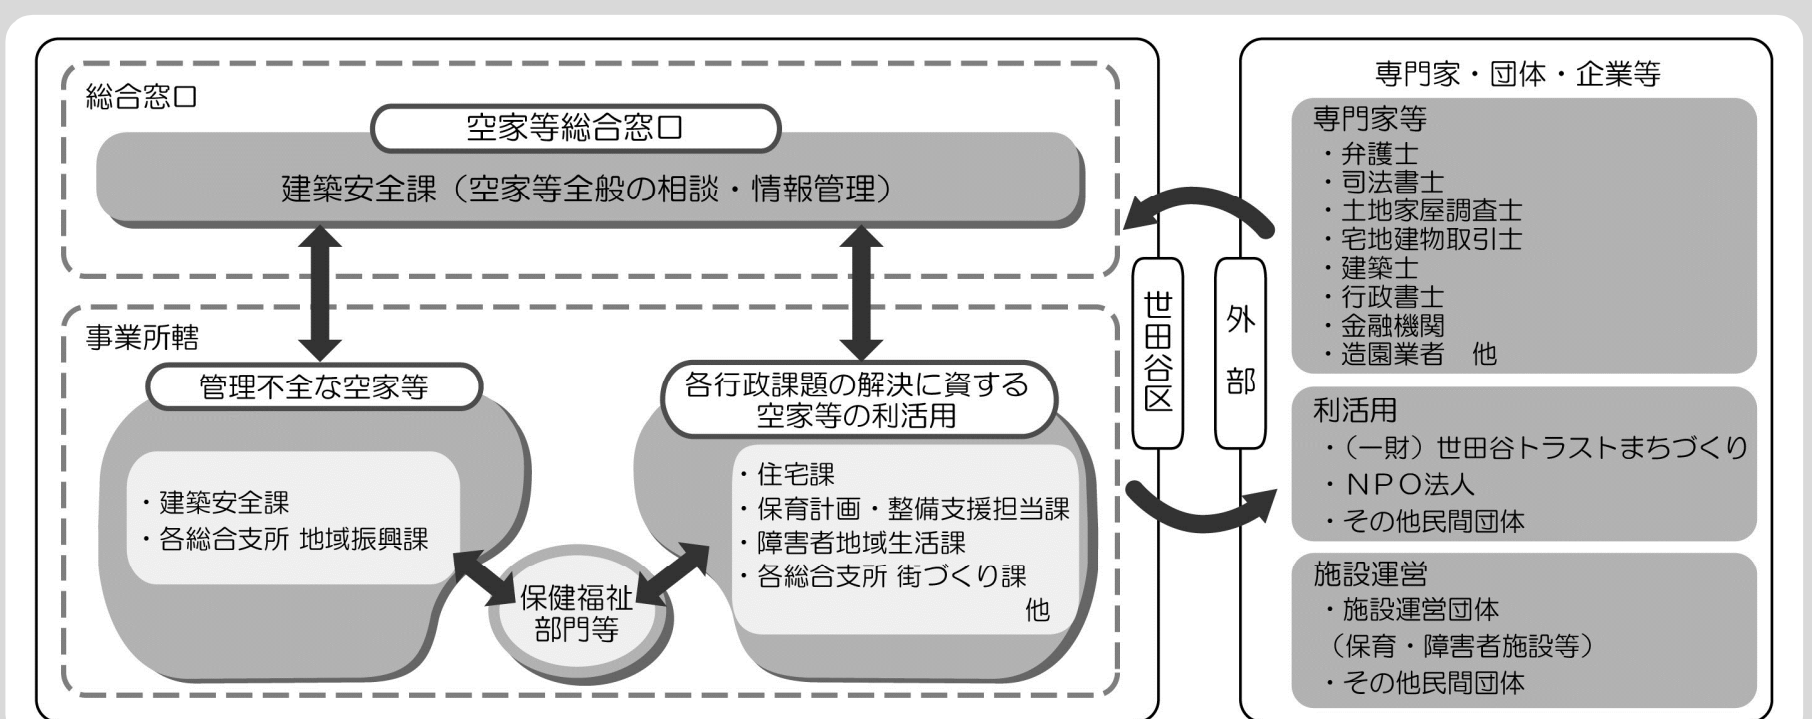 総合窓口
空家等総合窓口
建築安全課（空家等全般の相談・情報管理）
事業所轄
管理不全な空家等
・建築安全課
・各総合支所 地域振興課
各行政課題の解決に資する
空家等の利活用
・住宅課
・保育計画・整備支援担当課
・障害者地域生活課
・各総合支所 街づくり課
他
保健福祉
部門等
世田谷区
外部
専門家・団体・企業等
専門家等
・弁護士
・司法書士
・土地家屋調査士
・宅地建物取引士
・建築士
・行政書士
・金融機関
・造園業者　他
利活用
・（一財）世田谷トラストまちづくり
・ＮＰＯ法人
・その他民間団体
施設運営
・施設運営団体
（保育・障害者施設等）
・その他民間団体